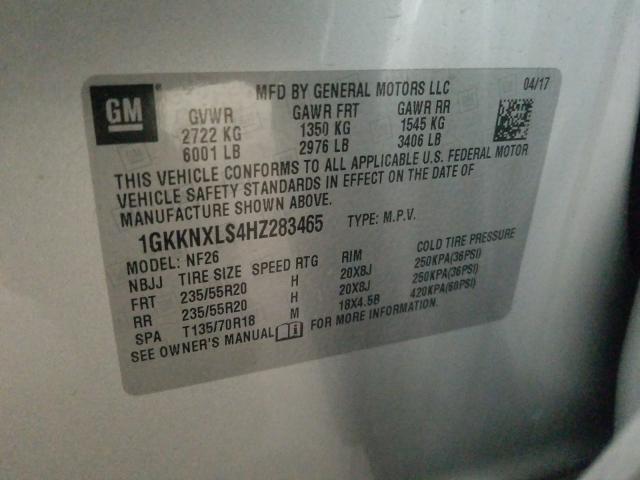 GM
MFD BY GENERAL MOTORS LLC 04/17
GVWR GAWR FRT GAWR RR
2722 KG 1350 KG 1545 KG
6001 LB 2976 LB 3406 LB
THIS VEHICLE CONFORMS TO ALL APPLICABLE U.S. FEDERAL MOTOR
VEHICLE SAFETY STANDARDS IN EFFECT ON THE DATE OF
MANUFACTURE SHOWN ABOVE.
1GKKNXLS4HZ283465 TYPE: M.P.V.
MODEL: NF26
NBJJ TIRE SIZE SPEED RTG RIM COLD TIRE PRESSURE
FRT 235/55R20 H 20X8J 250KPA(36PSI)
RR 235/55R20 H 20X8J 250KPA(36PSI)
SPA T135/70R18 M 18X4.5B 420KPA(60PSI)
SEE OWNER'S MANUAL FOR MORE INFORMATION.